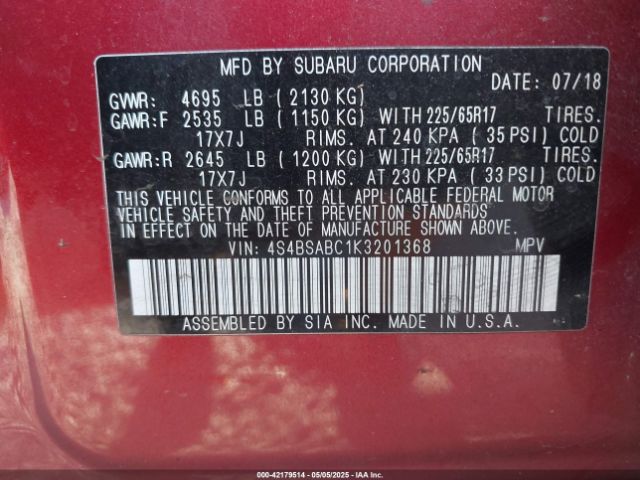 MFD BY SUBARU CORPORATION
DATE: 07/18
GVWR: 4695 LB (2130 KG)
GAWR:F 2535 LB (1150 KG) WITH 225/65R17 TIRES.
17X7J RIMS. AT 240 KPA (35 PSI) COLD
GAWR:R 2645 LB (1200 KG) WITH 225/65R17 TIRES.
17X7J RIMS. AT 230 KPA (33 PSI) COLD
THIS VEHICLE CONFORMS TO ALL APPLICABLE FEDERAL MOTOR
VEHICLE SAFETY AND THEFT PREVENTION STANDARDS
IN EFFECT ON THE DATE OF MANUFACTURE SHOWN ABOVE.
VIN: 4S4BSABC1K3201368 MPV
ASSEMBLED BY SIA INC. MADE IN U.S.A.
000-42179514 - 05/05/2025 - IAA Inc.